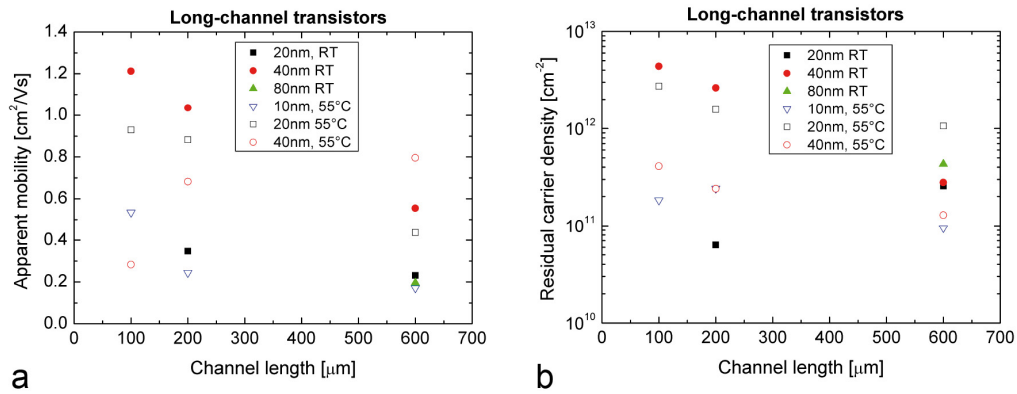 Long-channel transistors
Apparent mobility [cm²/Vs]
1.4
1.2
1.0
0.8
0.6
0.4
0.2
0.0
20nm, RT
40nm RT
80nm RT
10nm, 55°C
20nm 55°C
40nm, 55°C
0 100 200 300 400 500 600 700
Channel length [μm]
a
Long-channel transistors
Residual carrier density [cm⁻²]
10¹³
10¹²
10¹¹
10¹⁰
20nm RT
40nm RT
80nm RT
10nm, 55°C
20nm 55°C
40nm, 55°C
0 100 200 300 400 500 600 700
Channel length [μm]
b